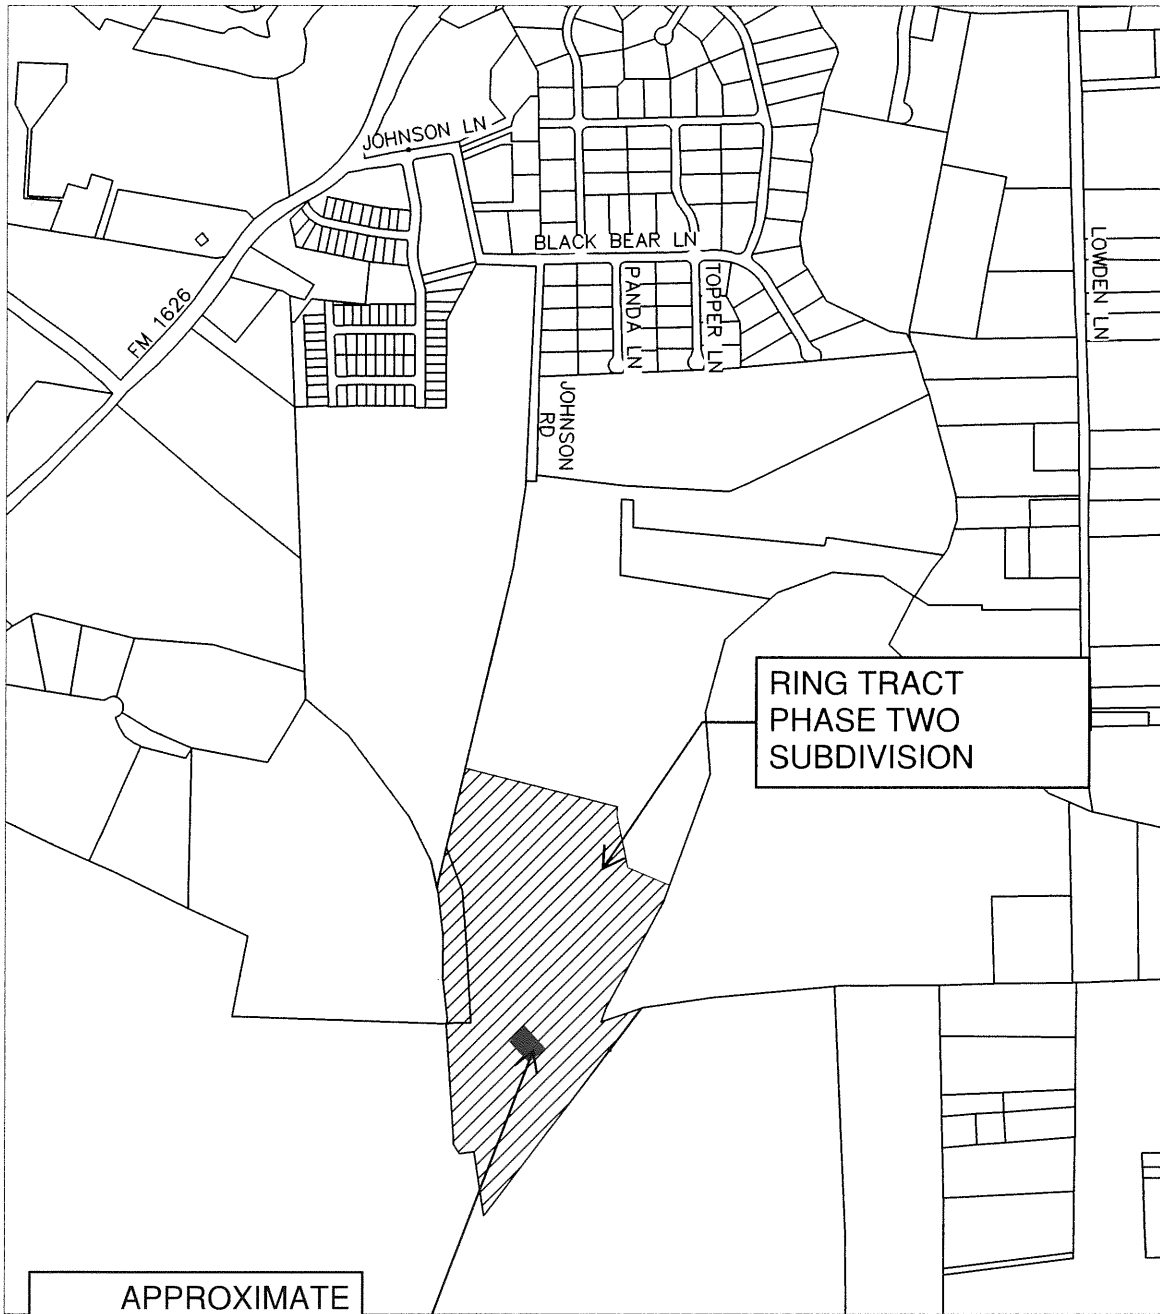 JOHNSON LN
BLACK BEAR LN
LOWDEN LN
PANDA LN
TOPPER LN
FM 1626
JOHNSON
RD
RING TRACT
PHASE TWO
SUBDIVISION
APPROXIMATE